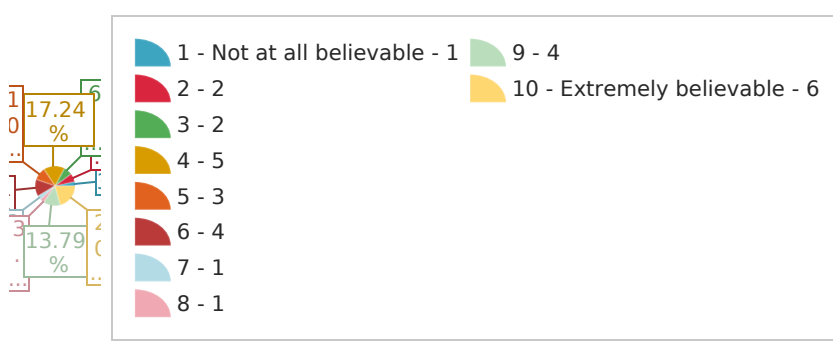 1 - Not at all believable - 1
2 - 2
3 - 2
4 - 5
5 - 3
6 - 4
7 - 1
8 - 1
9 - 4
10 - Extremely believable - 6
17.24
%
13.79
%